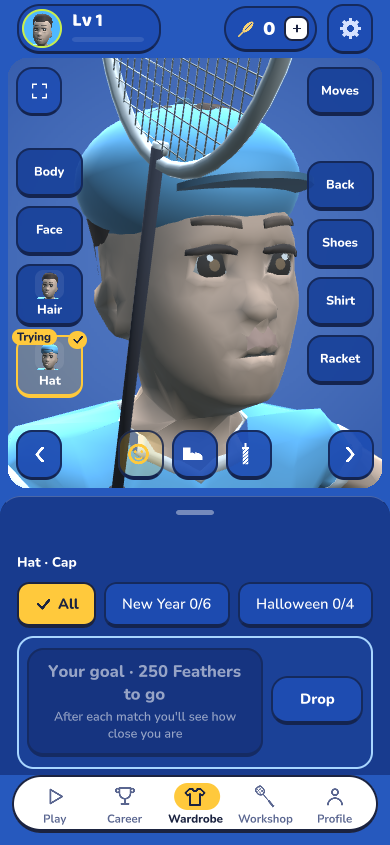 Lv 1
0
+
Moves
Body
Back
Face
Shoes
Hair
Shirt
Trying
Hat
Racket
Hat · Cap
All
New Year 0/6
Halloween 0/4
Your goal · 250 Feathers
to go
After each match you'll see how
close you are
Drop
Play
Career
Wardrobe
Workshop
Profile